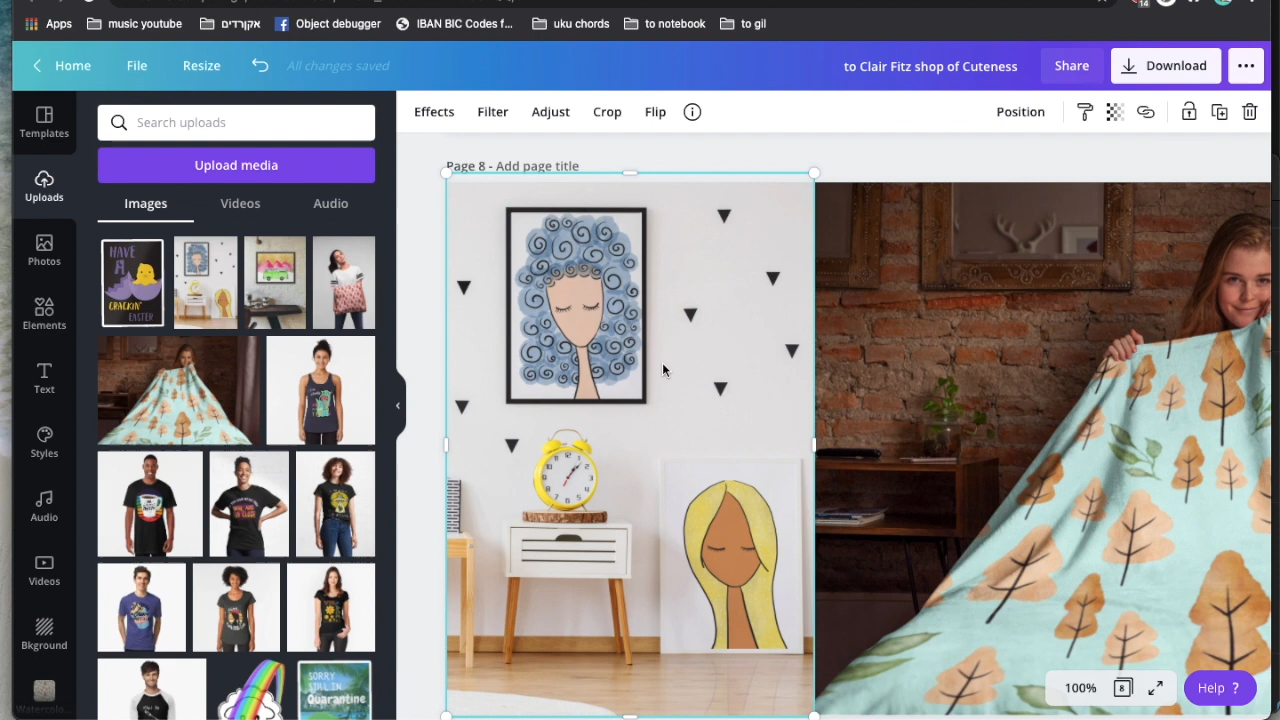 Apps music youtube אקורדים Object debugger IBAN BIC Codes f... uku chords to notebook to gil
Home File Resize All changes saved to Clair Fitz shop of Cuteness Share Download
Effects Filter Adjust Crop Flip Position
Templates
Uploads
Photos
Elements
Text
Styles
Audio
Videos
Bkground
Watercolo...
Search uploads
Upload media
Images Videos Audio
HAVE
A
CRACKIN'
EASTER
SORRY
STILL IN
Quarantine
Page 8 - Add page title
100% 8 Help ?